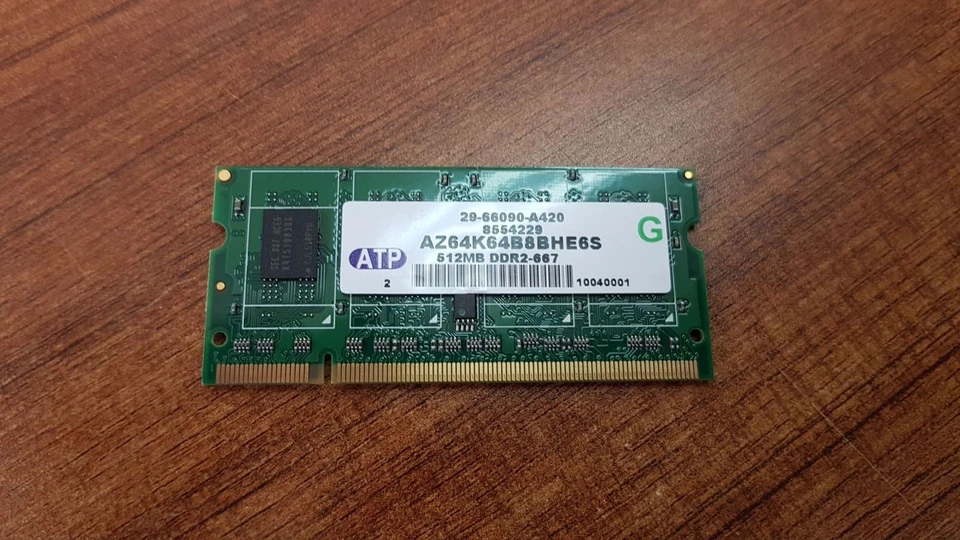 29-66090-A420
8554229
AZ64K64B8BHE6S
512MB DDR2-667
ATP
G
2
10040001